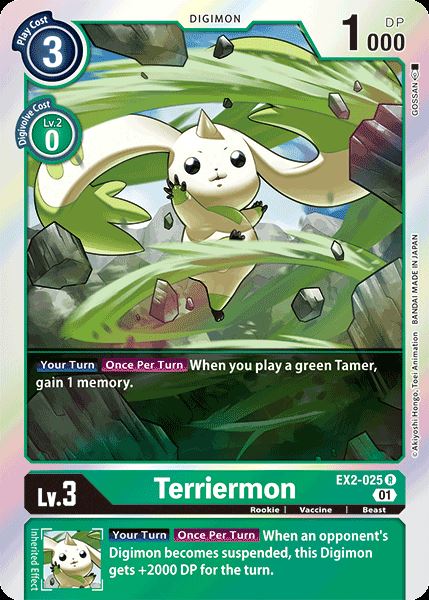 Play Cost
3
DIGIMON
DP
1000
Digivolve Cost
Lv.2
0
GOSSAN
©Akiyoshi Hongo, Toei Animation BANDAI MADE IN JAPAN
Your Turn Once Per Turn When you play a green Tamer,
gain 1 memory.
EX2-025 R
01
Lv.3
Terriermon
Rookie | Vaccine | Beast
Inherited Effect
Your Turn Once Per Turn When an opponent's
Digimon becomes suspended, this Digimon
gets +2000 DP for the turn.